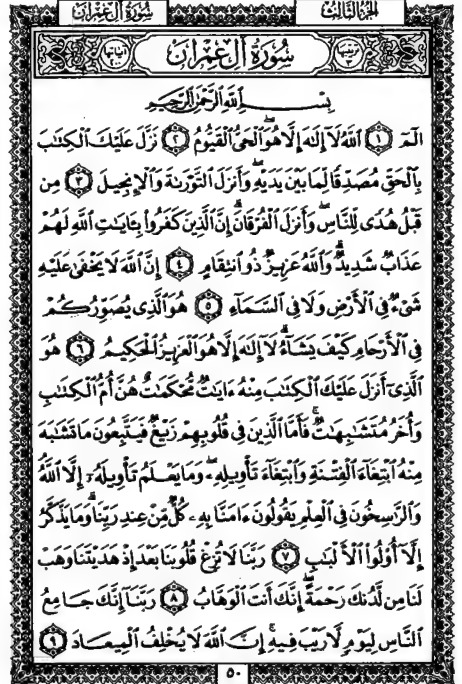 سُورَةُ آلِ عِمْرَانَ
الجُزْءُ الثَّالِثُ
سُورَةُ آلِ عِمْرَانَ
بِسْمِ ٱللَّهِ ٱلرَّحْمَٰنِ ٱلرَّحِيمِ
الٓمٓ ١ ٱللَّهُ لَآ إِلَٰهَ إِلَّا هُوَ ٱلْحَىُّ ٱلْقَيُّومُ ٢ نَزَّلَ عَلَيْكَ ٱلْكِتَٰبَ
بِٱلْحَقِّ مُصَدِّقًا لِّمَا بَيْنَ يَدَيْهِ وَأَنزَلَ ٱلتَّوْرَىٰةَ وَٱلْإِنجِيلَ ٣ مِن
قَبْلُ هُدًى لِّلنَّاسِ وَأَنزَلَ ٱلْفُرْقَانَ إِنَّ ٱلَّذِينَ كَفَرُوا۟ بِـَٔايَٰتِ ٱللَّهِ لَهُمْ
عَذَابٌ شَدِيدٌ وَٱللَّهُ عَزِيزٌ ذُو ٱنتِقَامٍ ٤ إِنَّ ٱللَّهَ لَا يَخْفَىٰ عَلَيْهِ
شَىْءٌ فِى ٱلْأَرْضِ وَلَا فِى ٱلسَّمَآءِ ٥ هُوَ ٱلَّذِى يُصَوِّرُكُمْ
فِى ٱلْأَرْحَامِ كَيْفَ يَشَآءُ لَآ إِلَٰهَ إِلَّا هُوَ ٱلْعَزِيزُ ٱلْحَكِيمُ ٦ هُوَ
ٱلَّذِىٓ أَنزَلَ عَلَيْكَ ٱلْكِتَٰبَ مِنْهُ ءَايَٰتٌ مُّحْكَمَٰتٌ هُنَّ أُمُّ ٱلْكِتَٰبِ
وَأُخَرُ مُتَشَٰبِهَٰتٌ فَأَمَّا ٱلَّذِينَ فِى قُلُوبِهِمْ زَيْغٌ فَيَتَّبِعُونَ مَا تَشَٰبَهَ
مِنْهُ ٱبْتِغَآءَ ٱلْفِتْنَةِ وَٱبْتِغَآءَ تَأْوِيلِهِۦ وَمَا يَعْلَمُ تَأْوِيلَهُۥٓ إِلَّا ٱللَّهُ
وَٱلرَّٰسِخُونَ فِى ٱلْعِلْمِ يَقُولُونَ ءَامَنَّا بِهِۦ كُلٌّ مِّنْ عِندِ رَبِّنَا وَمَا يَذَّكَّرُ
إِلَّآ أُو۟لُوا۟ ٱلْأَلْبَٰبِ ٧ رَبَّنَا لَا تُزِغْ قُلُوبَنَا بَعْدَ إِذْ هَدَيْتَنَا وَهَبْ
لَنَا مِن لَّدُنكَ رَحْمَةً إِنَّكَ أَنتَ ٱلْوَهَّابُ ٨ رَبَّنَآ إِنَّكَ جَامِعُ
ٱلنَّاسِ لِيَوْمٍ لَّا رَيْبَ فِيهِ إِنَّ ٱللَّهَ لَا يُخْلِفُ ٱلْمِيعَادَ ٩
٥٠